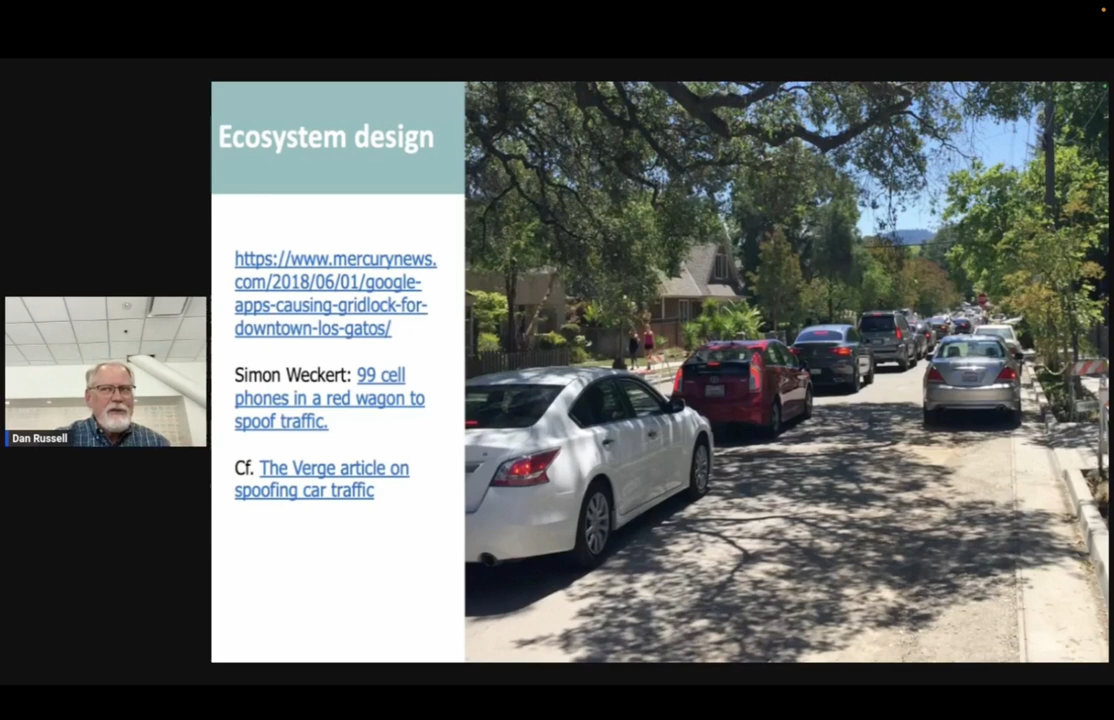 Ecosystem design
https://www.mercurynews.
com/2018/06/01/google-
apps-causing-gridlock-for-
downtown-los-gatos/
Simon Weckert: 99 cell
phones in a red wagon to
spoof traffic.
Cf. The Verge article on
spoofing car traffic
Dan Russell